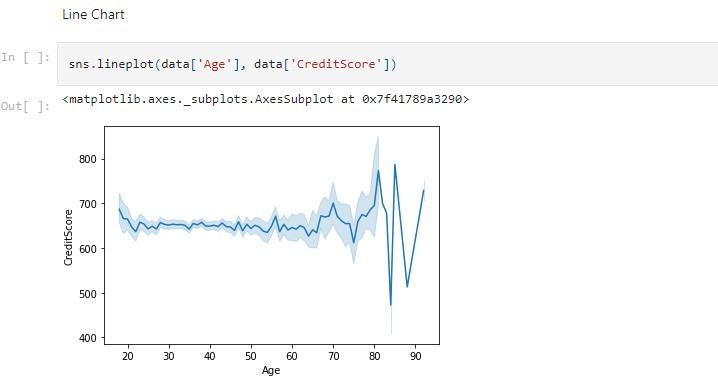 Line Chart
In [ ]:
sns.lineplot(data['Age'], data['CreditScore'])
<matplotlib.axes._subplots.AxesSubplot at 0x7f41789a3290>
Out[ ]:
800
700
600
500
400
CreditScore
20 30 40 50 60 70 80 90
Age